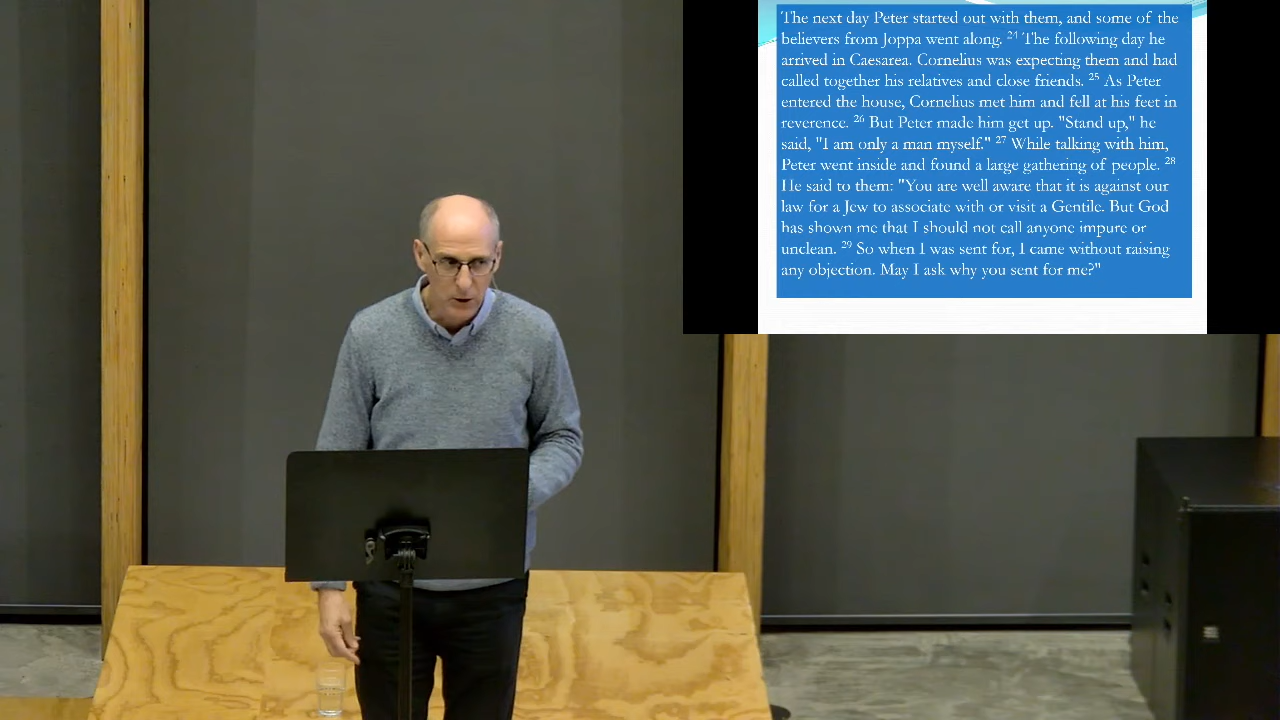 The next day Peter started out with them, and some of the
believers from Joppa went along. 24 The following day he
arrived in Caesarea. Cornelius was expecting them and had
called together his relatives and close friends. 25 As Peter
entered the house, Cornelius met him and fell at his feet in
reverence. 26 But Peter made him get up. "Stand up," he
said, "I am only a man myself." 27 While talking with him,
Peter went inside and found a large gathering of people. 28
He said to them: "You are well aware that it is against our
law for a Jew to associate with or visit a Gentile. But God
has shown me that I should not call anyone impure or
unclean. 29 So when I was sent for, I came without raising
any objection. May I ask why you sent for me?"